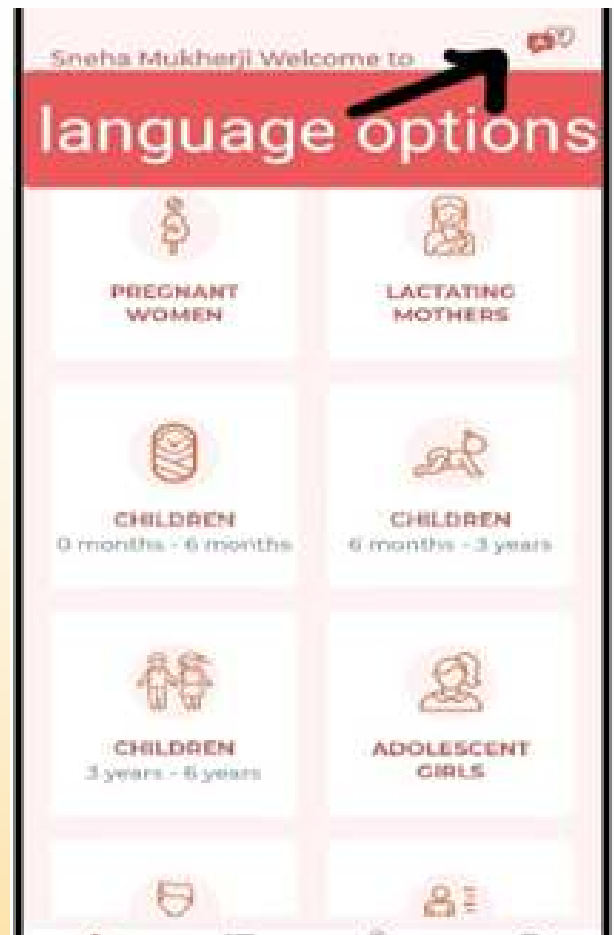 Sneha Mukherji Welcome to
language options
PREGNANT
WOMEN
LACTATING
MOTHERS
CHILDREN
0 months - 6 months
CHILDREN
6 months - 3 years
CHILDREN
3 years - 6 years
ADOLESCENT
GIRLS